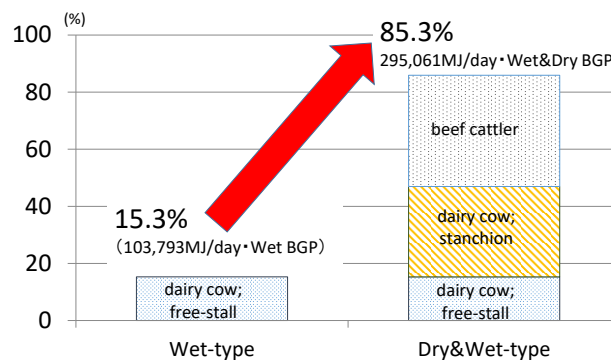 (%)
100
80
60
40
20
0
85.3%
295,061MJ/day・Wet&Dry BGP
15.3%
（103,793MJ/day・Wet BGP）
beef cattler
dairy cow;
stanchion
dairy cow;
free-stall
dairy cow;
free-stall
Wet-type
Dry&Wet-type